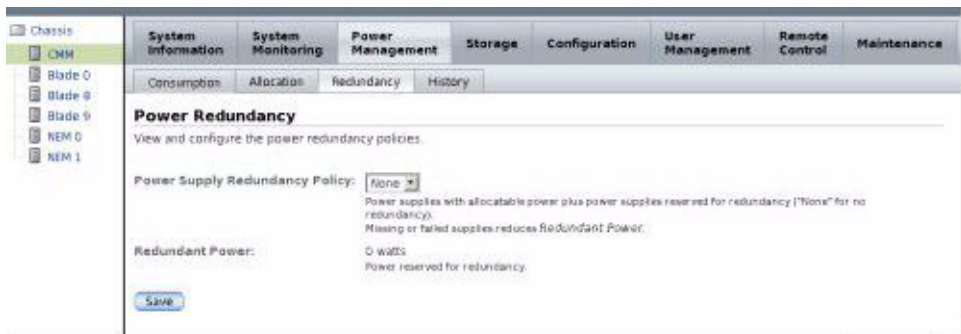 Chassis
CMM
Blade 0
Blade 8
Blade 9
NEM 0
NEM 1
System Information
System Monitoring
Power Management
Storage
Configuration
User Management
Remote Control
Maintenance
Consumption
Allocation
Redundancy
History
Power Redundancy
View and configure the power redundancy policies.
Power Supply Redundancy Policy:
None
Power supplies with allocatable power plus power supplies reserved for redundancy ("None" for no
redundancy).
Missing or failed supplies reduces Redundant Power.
Redundant Power:
0 watts
Power reserved for redundancy.
Save